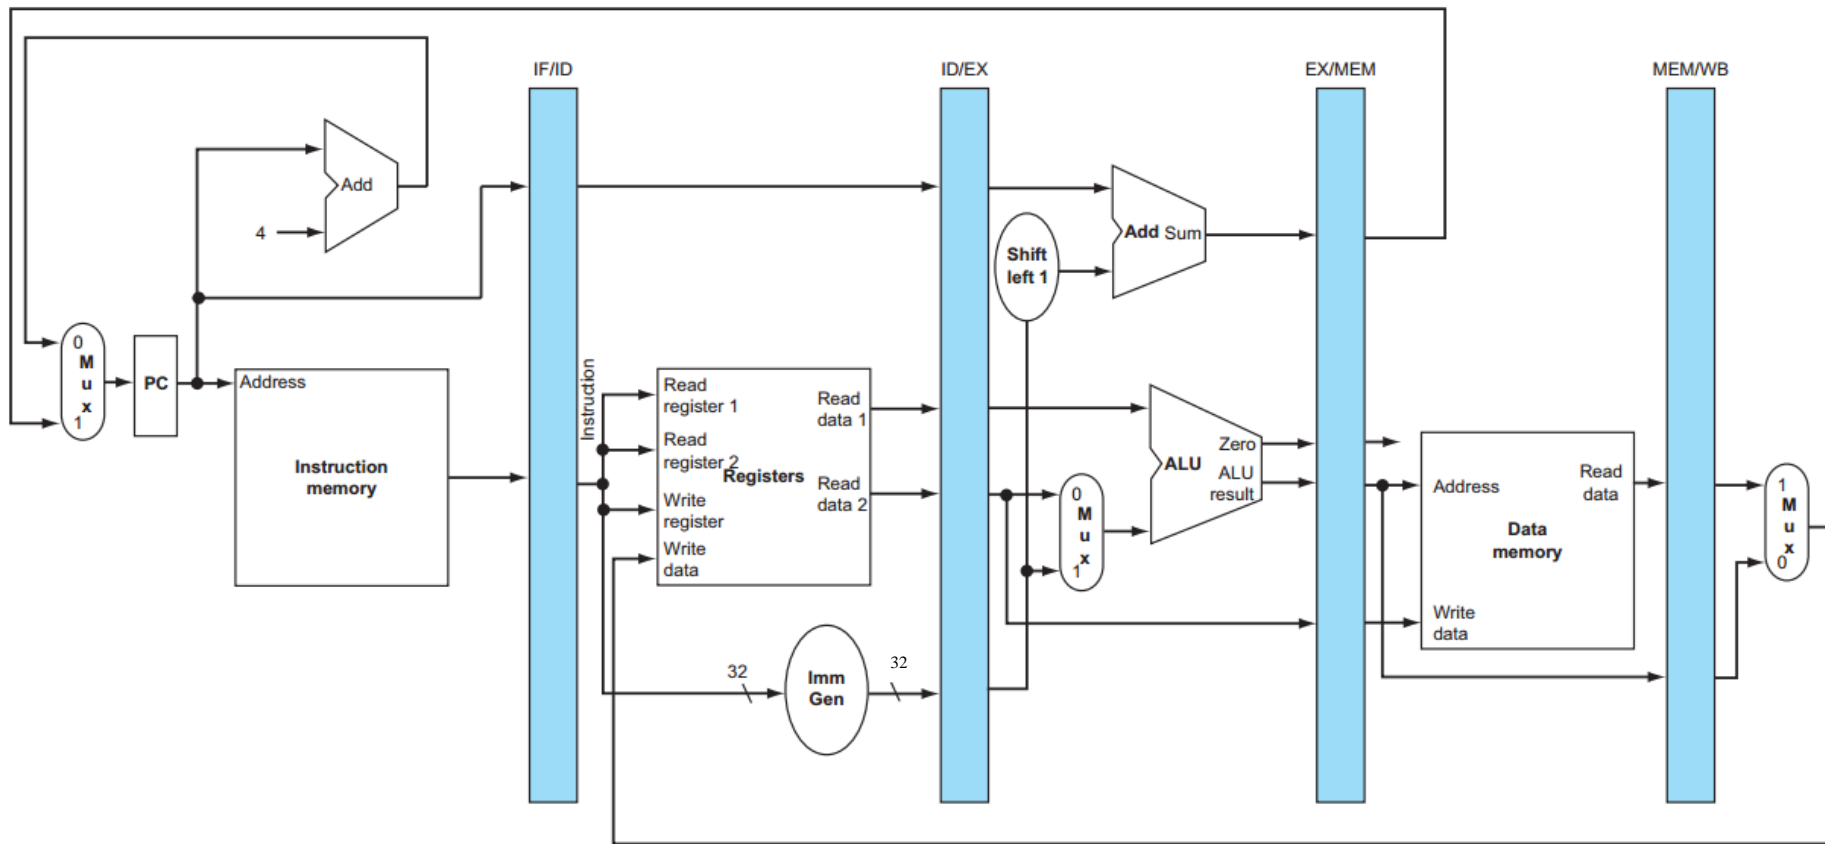 IF/ID
ID/EX
EX/MEM
MEM/WB
Add
4
Shift
left 1
Add Sum
0
M
u
x
1
PC
Address
Instruction
memory
Instruction
Read
register 1
Read
register 2
Registers
Write
register
Write
data
Read
data 1
Read
data 2
0
M
u
x
1
Zero
ALU
ALU
result
Address
Read
data
Data
memory
Write
data
1
M
u
x
0
32
Imm
Gen
32